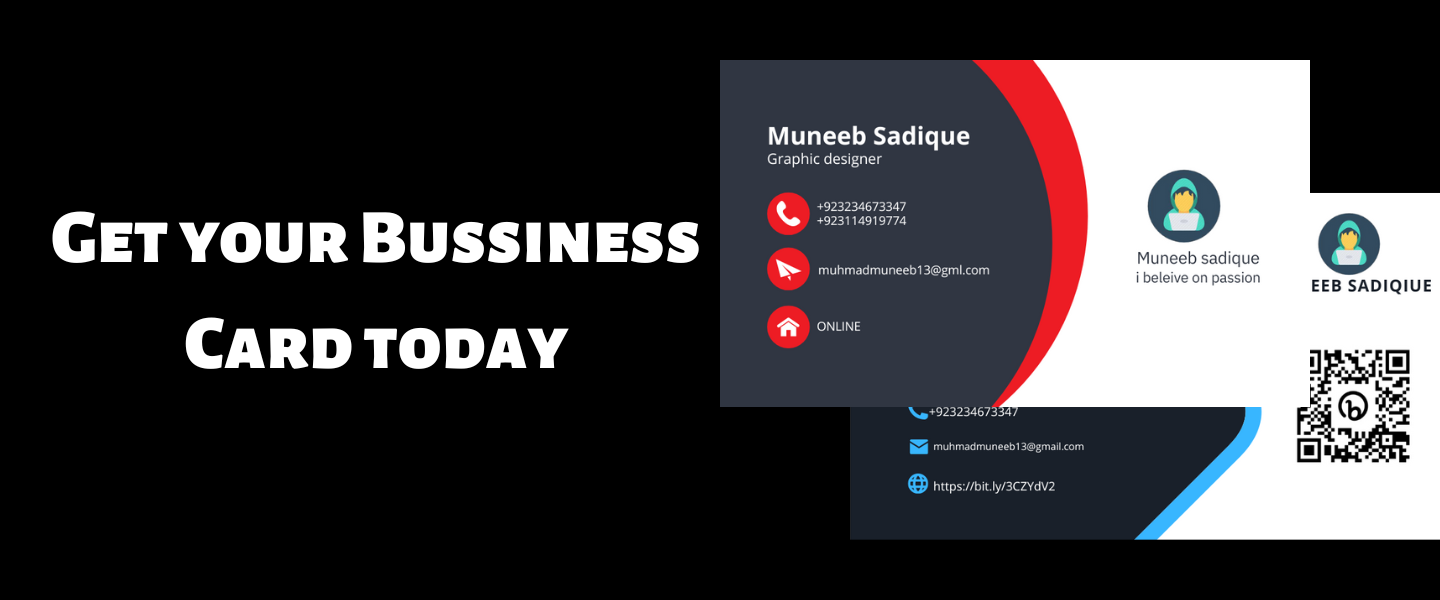 Get your Bussiness
Card today
Muneeb Sadique
Graphic designer
+923234673347
+923114919774
muhmadmuneeb13@gml.com
ONLINE
Muneeb sadique
i beleive on passion
EEB SADIQIUE
+923234673347
muhmadmuneeb13@gmail.com
https://bit.ly/3CZYdV2